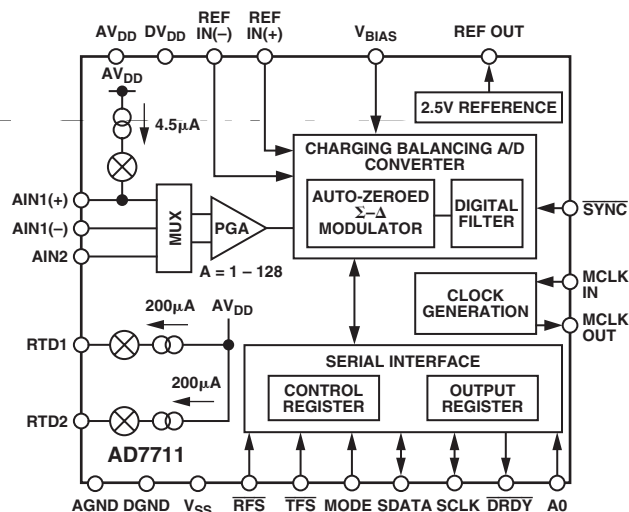 AVDD DVDD REF IN(–) REF IN(+) VBIAS REF OUT
AVDD
4.5µA
2.5V REFERENCE
CHARGING BALANCING A/D
CONVERTER
AUTO-ZEROED
Σ–Δ
MODULATOR
DIGITAL
FILTER
SYNC
AIN1(+)
AIN1(–)
AIN2
MUX
PGA
A = 1 – 128
MCLK
IN
CLOCK
GENERATION
MCLK
OUT
AVDD
200µA
RTD1
200µA
RTD2
SERIAL INTERFACE
CONTROL
REGISTER
OUTPUT
REGISTER
AD7711
AGND DGND VSS RFS TFS MODE SDATA SCLK DRDY A0